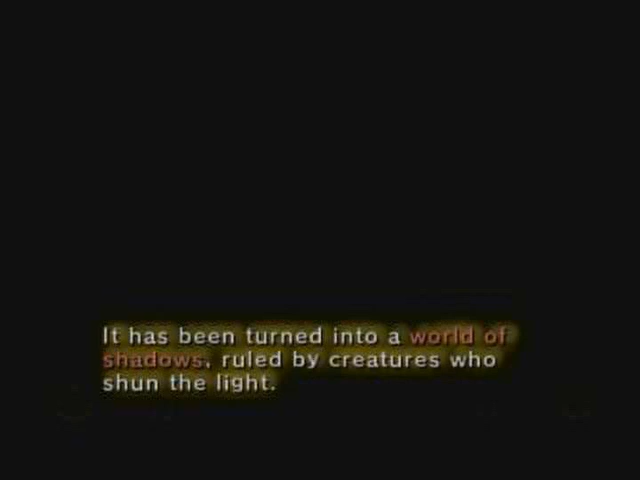 It has been turned into a world of
shadows, ruled by creatures who
shun the light.